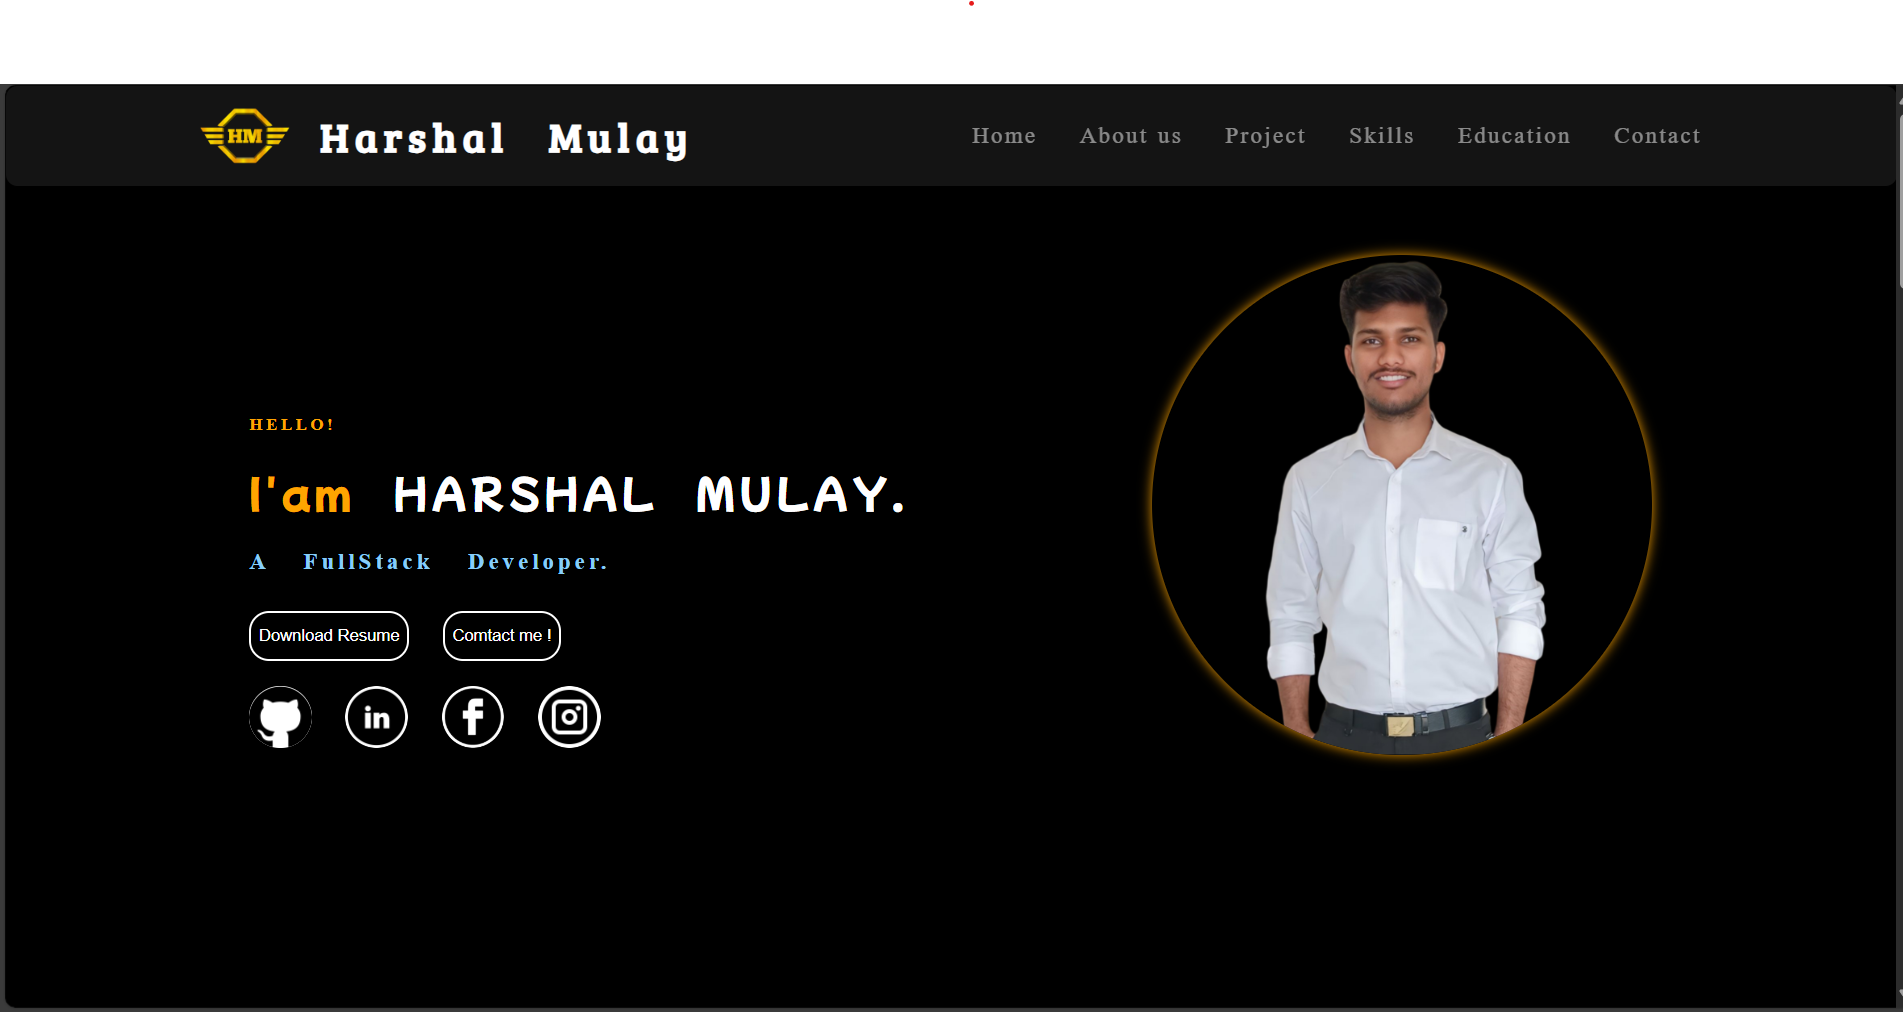 HM Harshal Mulay
Home About us Project Skills Education Contact
HELLO!
I'am HARSHAL MULAY.
A FullStack Developer.
Download Resume Comtact me !
in f